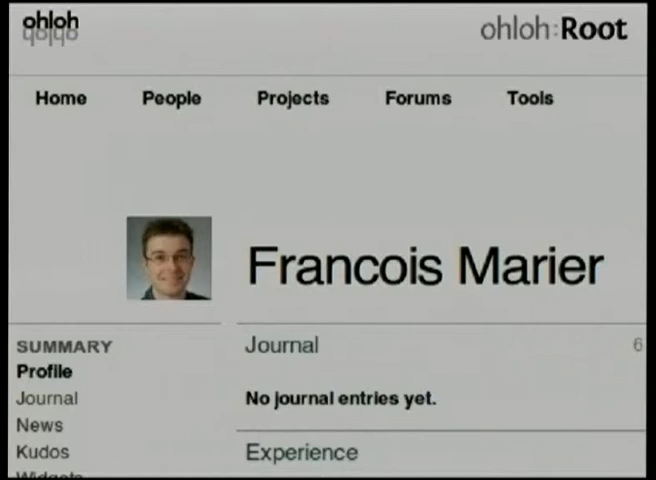 ohloh
ohloh:Root
Home People Projects Forums Tools
Francois Marier
SUMMARY
Profile
Journal
News
Kudos
Widgets
Journal 6
No journal entries yet.
Experience